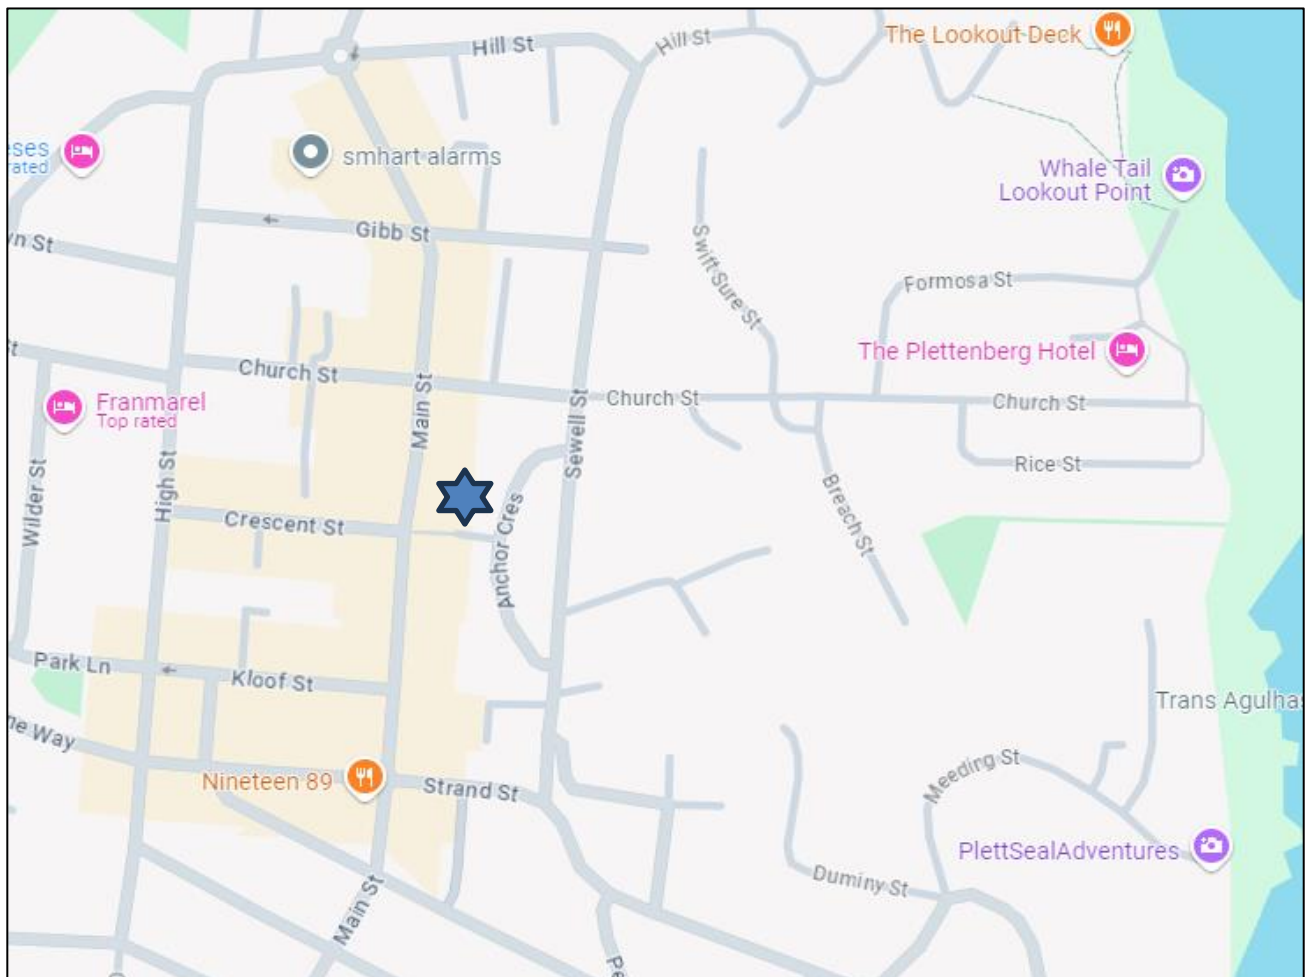 Hill St
Hill St
The Lookout Deck
smhart alarms
Whale Tail
Lookout Point
Gibb St
Swift Sure St
Formosa St
The Plettenberg Hotel
Church St
Main St
Church St
Church St
Franmarel
Top rated
Sewell St
Rice St
High St
Wilder St
Crescent St
Anchor Cres
Breach St
Park Ln
Kloof St
Way
Trans Agulhas
Nineteen 89
Strand St
Meeding St
PlettSealAdventures
Duminy St
Main St